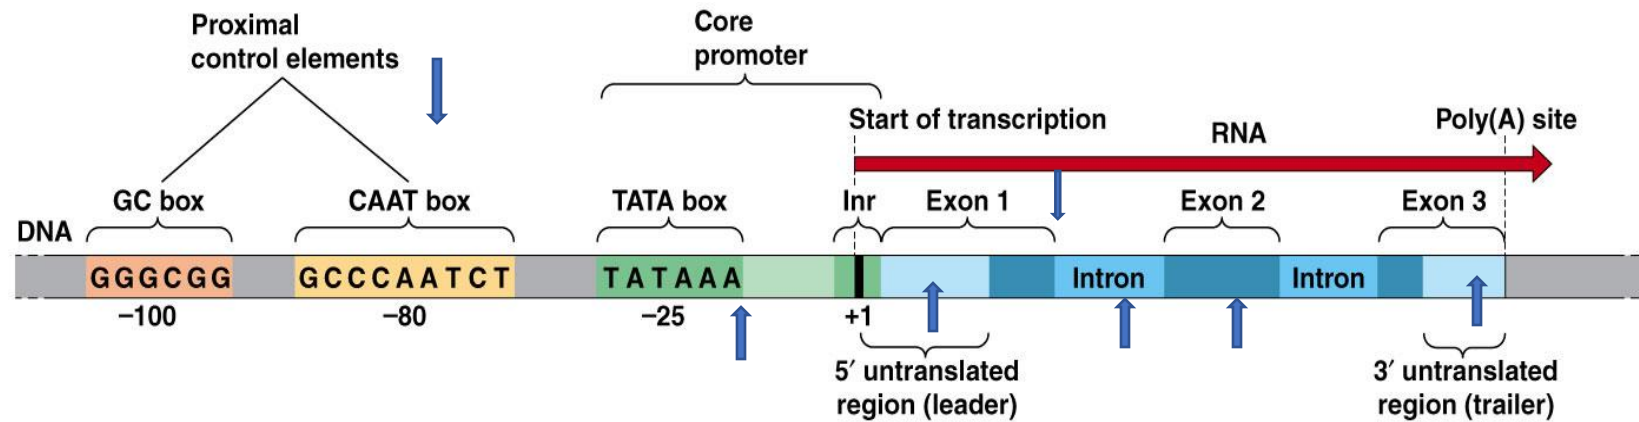 Proximal
control elements
Core
promoter
Start of transcription
RNA
Poly(A) site
GC box
CAAT box
TATA box
Inr
Exon 1
Exon 2
Exon 3
DNA
GGGCGG
GCCCAATCT
TATAAA
Intron
Intron
–100
–80
–25
+1
5′ untranslated
region (leader)
3′ untranslated
region (trailer)